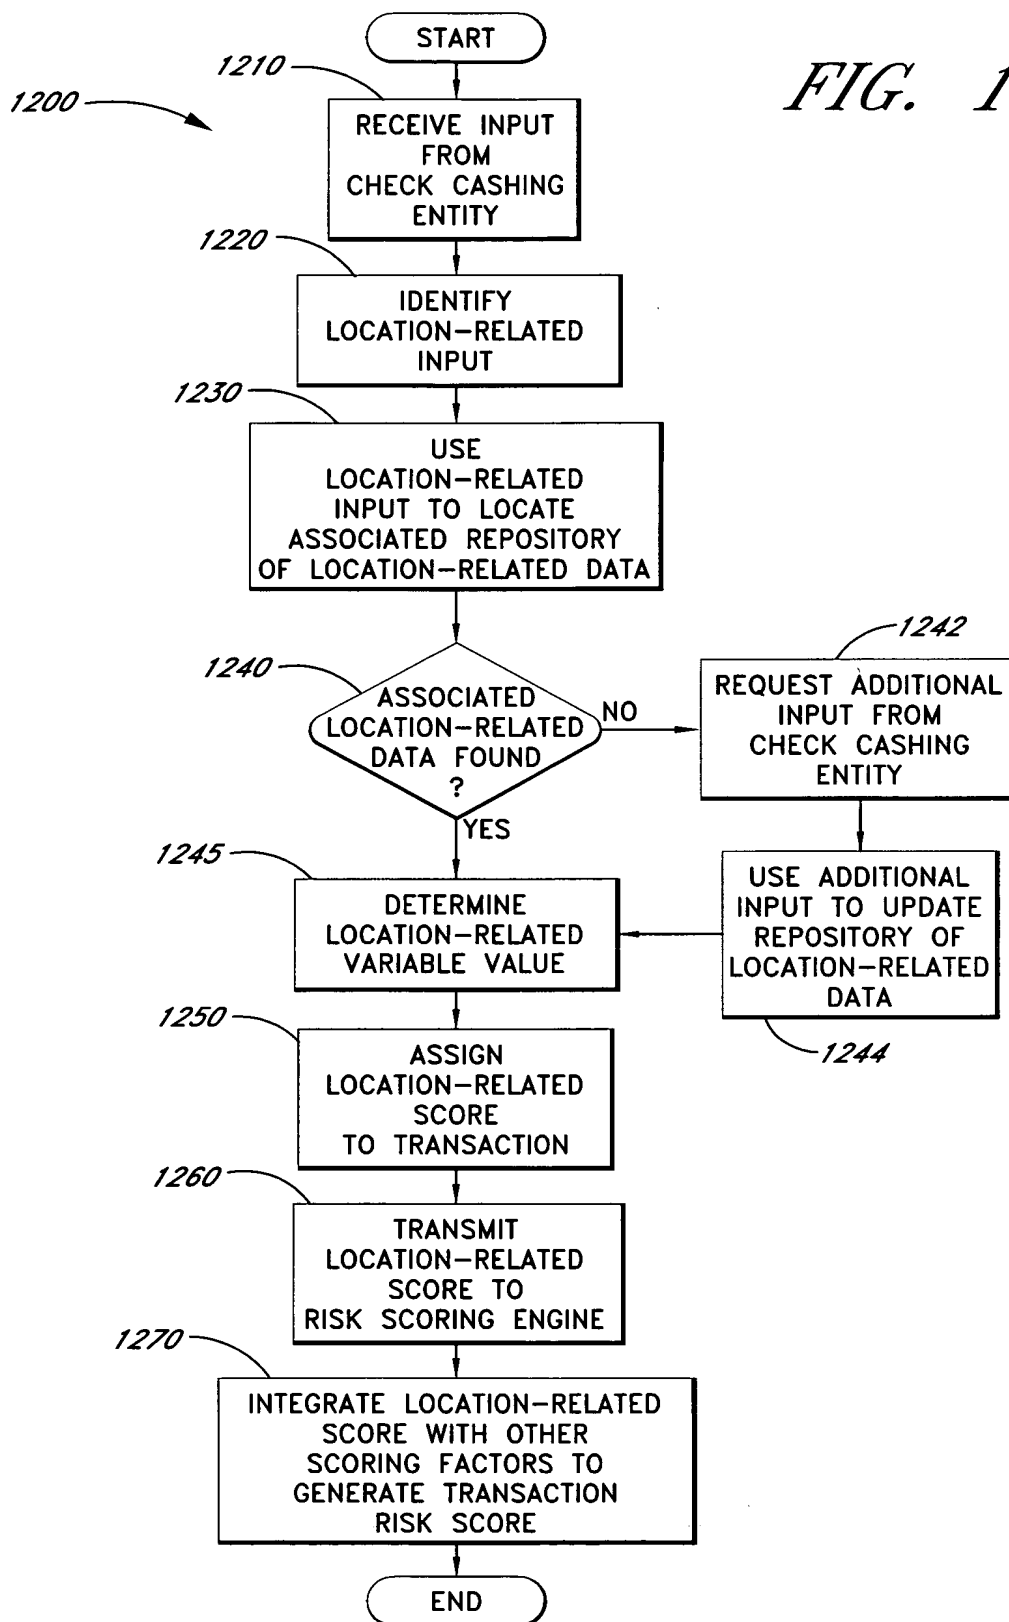 START
FIG. 1
1200
1210
RECEIVE INPUT
FROM
CHECK CASHING
ENTITY
1220
IDENTIFY
LOCATION-RELATED
INPUT
1230
USE
LOCATION-RELATED
INPUT TO LOCATE
ASSOCIATED REPOSITORY
OF LOCATION-RELATED DATA
1240
ASSOCIATED
LOCATION-RELATED
DATA FOUND
?
NO
YES
1242
REQUEST ADDITIONAL
INPUT FROM
CHECK CASHING
ENTITY
USE ADDITIONAL
INPUT TO UPDATE
REPOSITORY OF
LOCATION-RELATED
DATA
1244
1245
DETERMINE
LOCATION-RELATED
VARIABLE VALUE
1250
ASSIGN
LOCATION-RELATED
SCORE
TO TRANSACTION
1260
TRANSMIT
LOCATION-RELATED
SCORE TO
RISK SCORING ENGINE
1270
INTEGRATE LOCATION-RELATED
SCORE WITH OTHER
SCORING FACTORS TO
GENERATE TRANSACTION
RISK SCORE
END